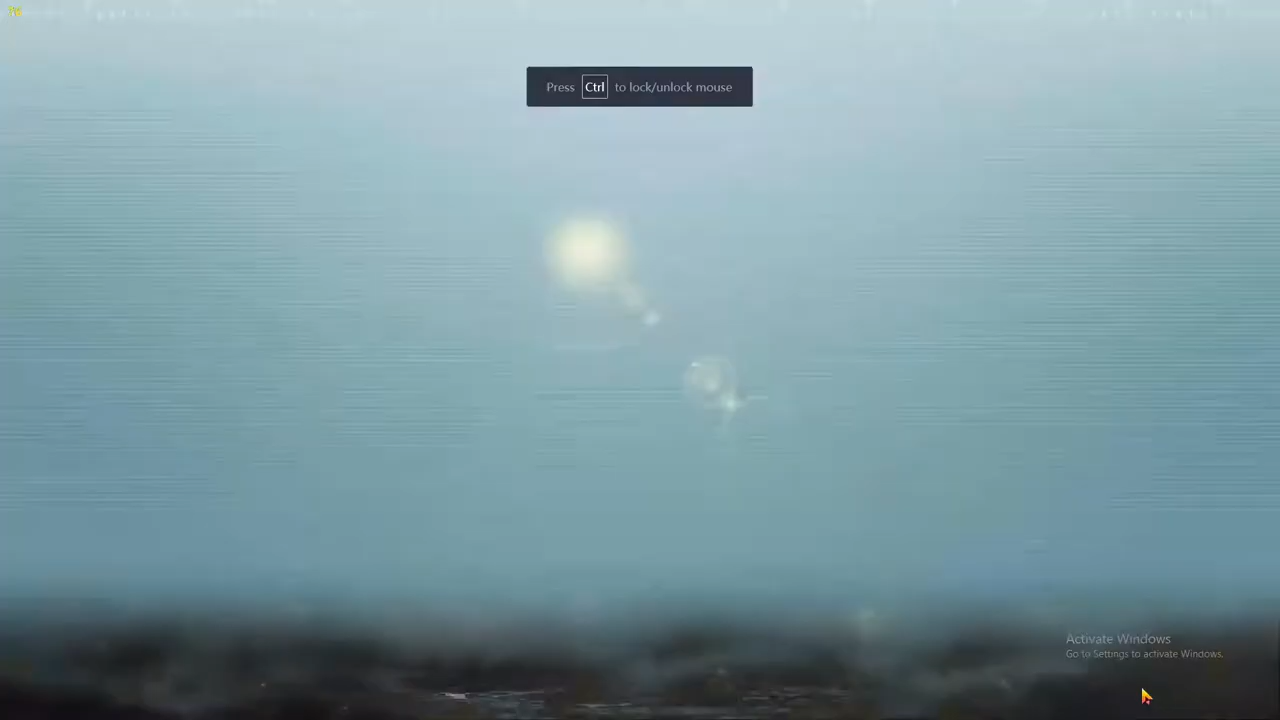 Press Ctrl to lock/unlock mouse
Activate Windows
Go to Settings to activate Windows.